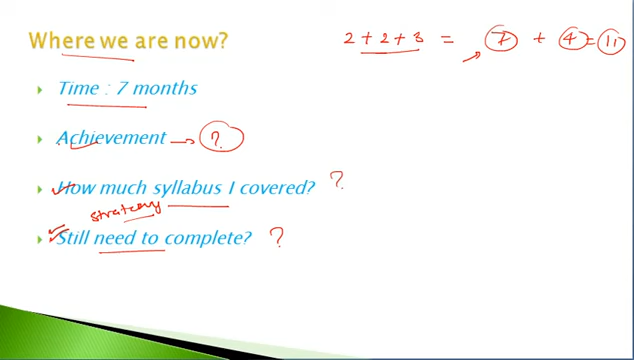 Where we are now?
2 + 2 + 3 = 7 + 4 = 11
Time : 7 months
Achievement → ?
How much syllabus I covered? ?
strategy
Still need to complete? ?